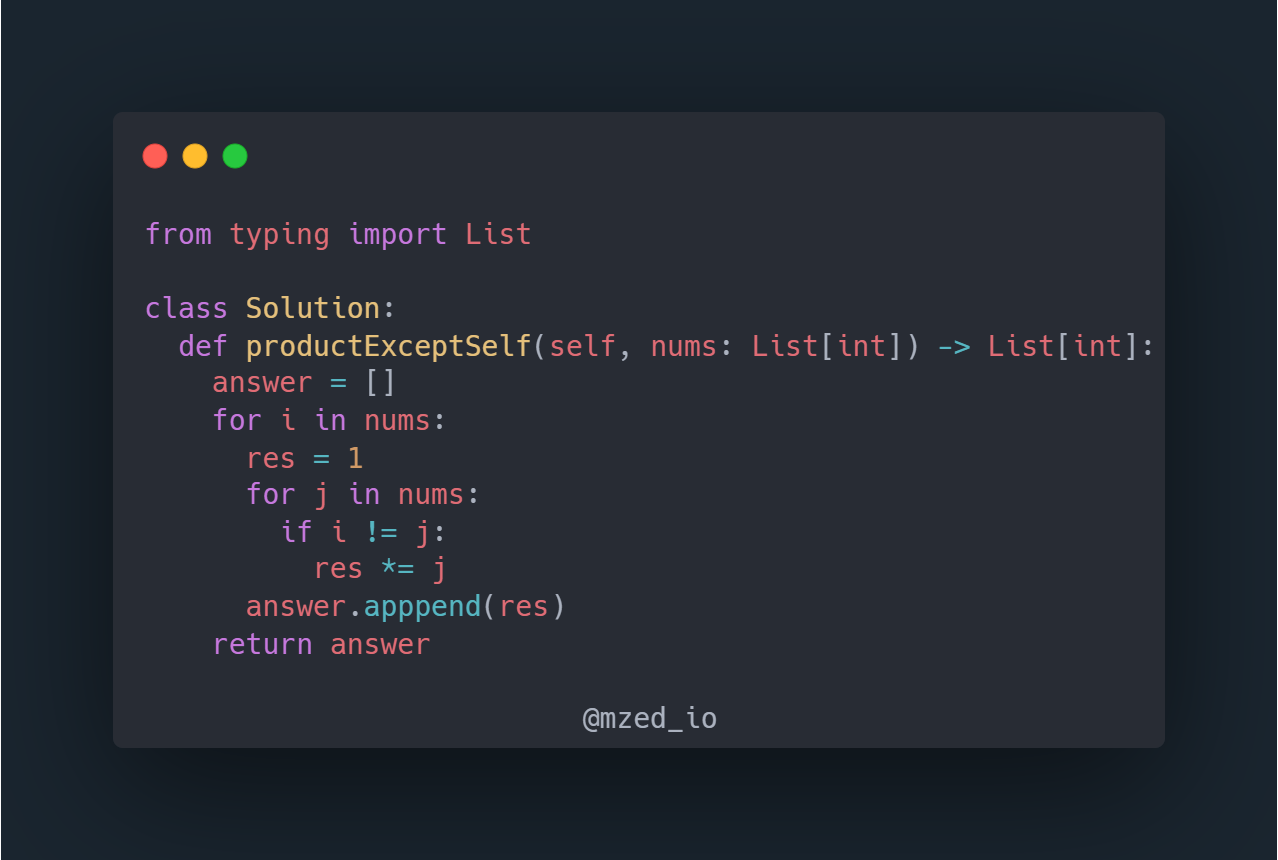 from typing import List
class Solution:
  def productExceptSelf(self, nums: List[int]) -> List[int]:
    answer = []
    for i in nums:
      res = 1
      for j in nums:
        if i != j:
          res *= j
      answer.apppend(res)
    return answer
@mzed_io